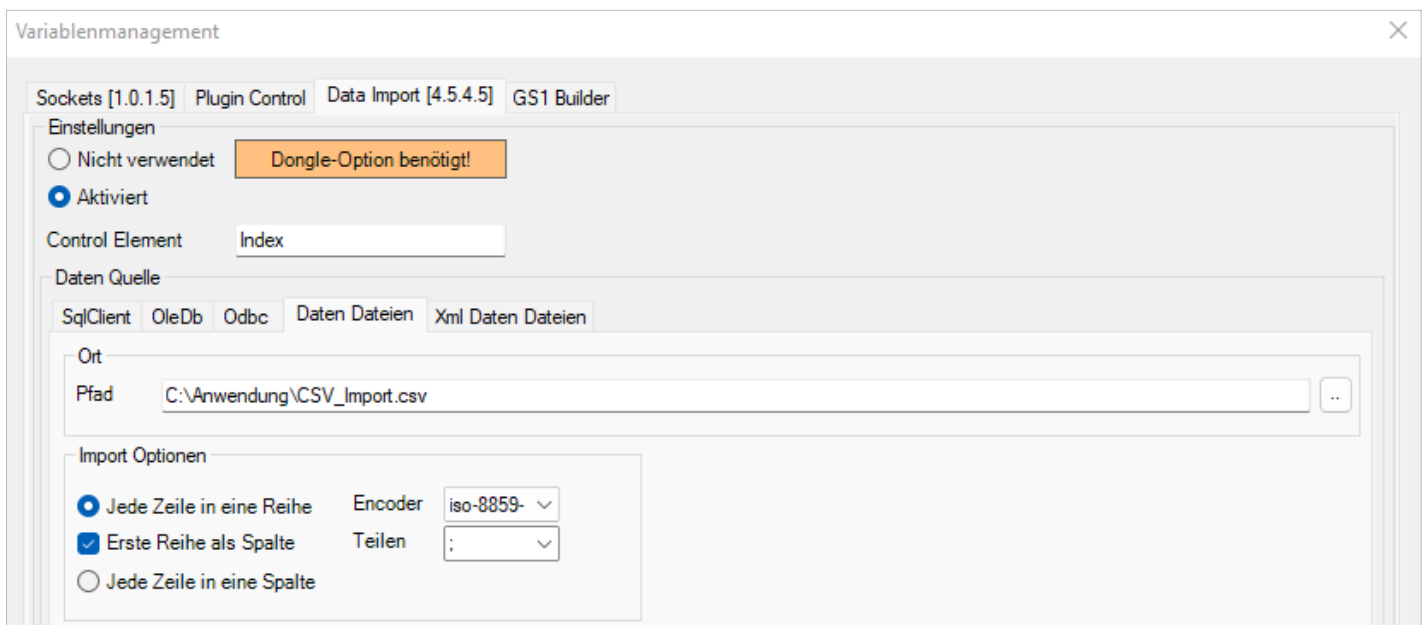 Variablenmanagement
Sockets [1.0.1.5] Plugin Control Data Import [4.5.4.5] GS1 Builder
Einstellungen
Nicht verwendet Dongle-Option benötigt!
Aktiviert
Control Element Index
Daten Quelle
SqlClient OleDb Odbc Daten Dateien Xml Daten Dateien
Ort
Pfad C:\Anwendung\CSV_Import.csv ..
Import Optionen
Jede Zeile in eine Reihe Encoder iso-8859-
Erste Reihe als Spalte Teilen ;
Jede Zeile in eine Spalte